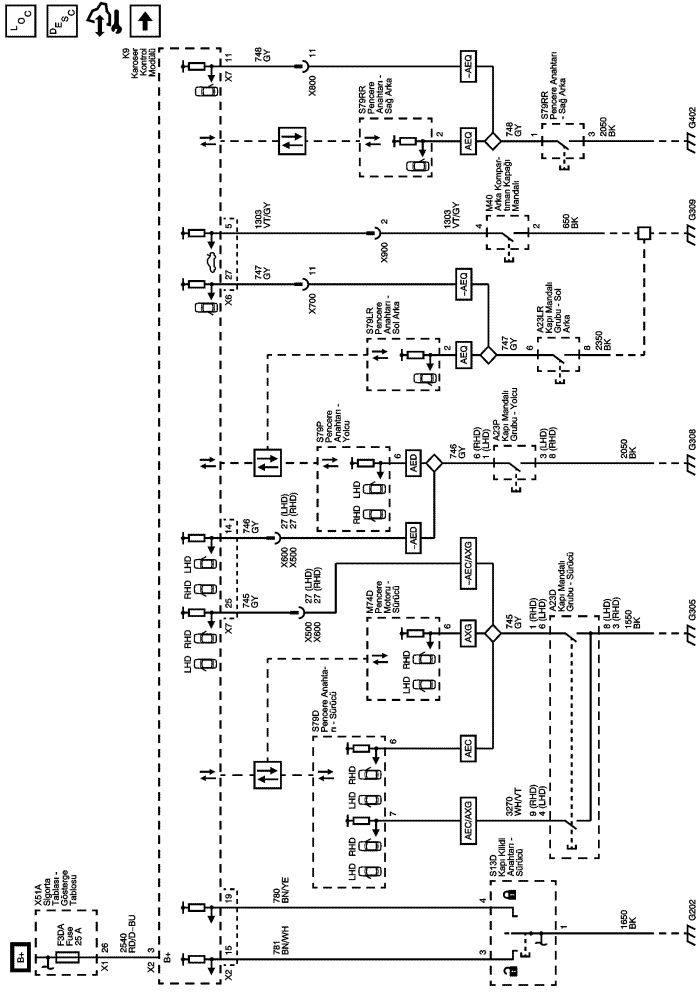 LOC
DESC
B+
X51A
Sigorta
Tablası -
Gösterge
Tablosu
F3DA
Fuse
25 A
26
X1
2540
RD/D-BU
3
X2
B+
K9
Karoser
Kontrol
Modülü
15
X2
781
BN/WH
3
19
780
BN/YE
4
S13D
Kapı Kilidi
Anahtarı -
Sürücü
1
1650
BK
G202
S79D
Pencere Anahta-
rı - Sürücü
LHD
RHD
7
LHD
RHD
6
AEC/AXG
AEC
3270
WH/VT
9 (RHD)
4 (LHD)
M74D
Pencere
Motoru -
Sürücü
LHD
RHD
6
AXG
745
GY
1 (RHD)
6 (LHD)
A23D
Kapı Mandalı
Grubu - Sürücü
8 (LHD)
3 (RHD)
1550
BK
G305
LHD
RHD
25
X7
745
GY
27 (LHD)
27 (RHD)
X500
X600
¬AEC/AXG
RHD
LHD
14
746
GY
27 (LHD)
27 (RHD)
X600
X500
¬AED
S79P
Pencere
Anahtarı -
Yolcu
RHD
LHD
6
AED
746
GY
6 (RHD)
1 (LHD)
A23P
Kapı Mandalı
Grubu - Yolcu
3 (LHD)
8 (RHD)
2050
BK
G308
S79LR
Pencere
Anahtarı -
Sol Arka
2
AEQ
747
GY
6
A23LR
Kapı Mandalı
Grubu - Sol
Arka
8
2350
BK
27
X6
747
GY
11
X700
¬AEQ
5
1303
VT/GY
2
X900
1303
VT/GY
4
M40
Arka Kompar-
tıman Kapağı
Mandalı
2
650
BK
G309
S79RR
Pencere
Anahtarı -
Sağ Arka
2
AEQ
748
GY
1
S79RR
Pencere Anahtarı
- Sağ Arka
3
2050
BK
G402
11
X7
748
GY
11
X800
¬AEQ